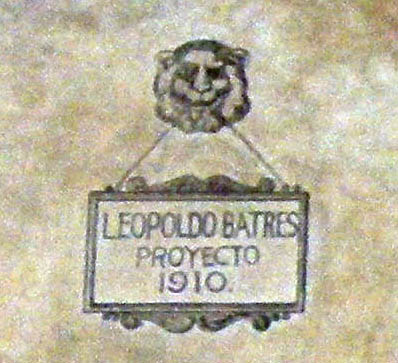 LEOPOLDO BATRES
PROYECTO
1910.